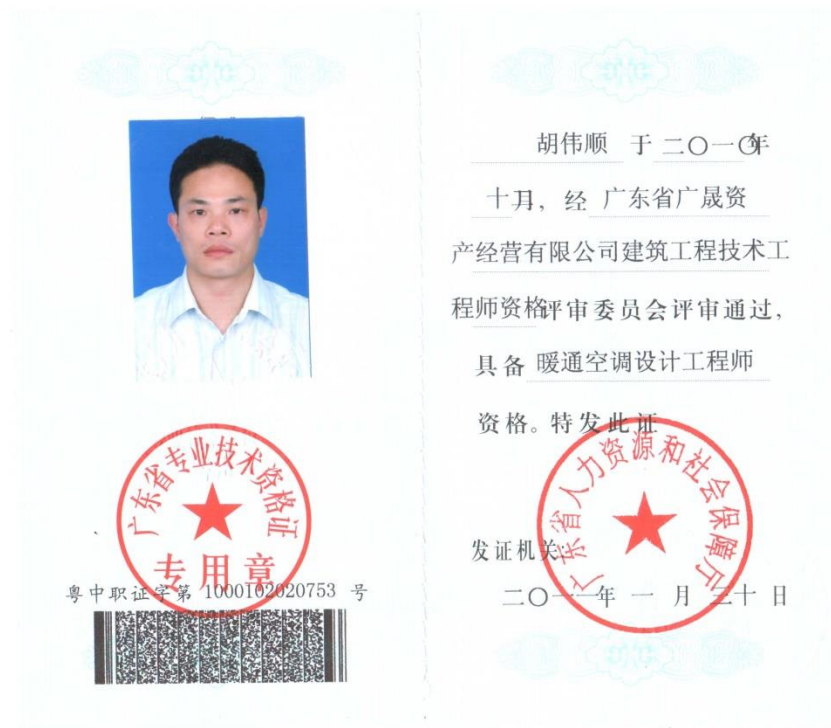 广东省专业技术资格证
专用章
粤中职证字第 1000102020753 号
胡伟顺 于 二〇一〇年
十月，经 广东省广晟资
产经营有限公司建筑工程技术工
程师资格评审委员会评审通过，
具备 暖通空调设计工程师
资格。特发此证
广东省人力资源和社会保障厅
发证机关
二〇一一年 一 月 三十 日